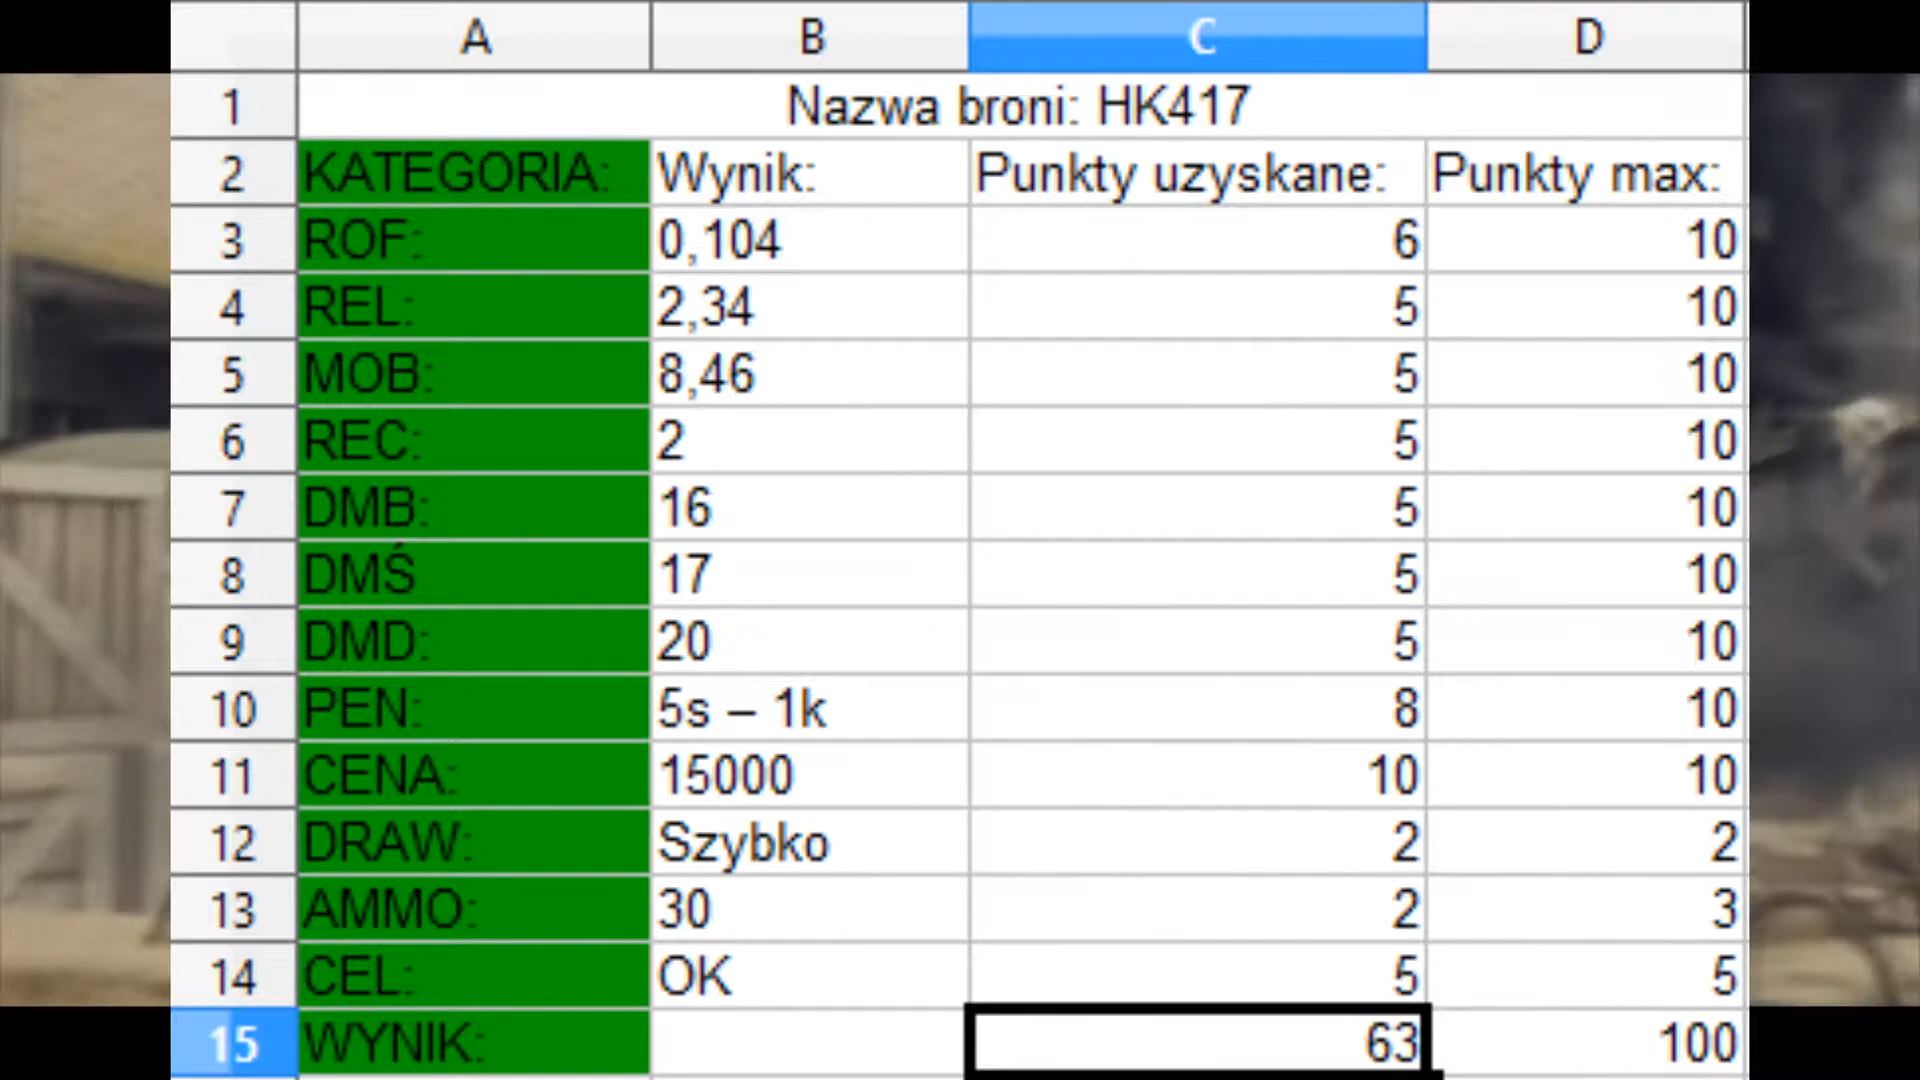 A B C D
1 Nazwa broni: HK417
2 KATEGORIA: Wynik: Punkty uzyskane: Punkty max:
3 ROF: 0,104 6 10
4 REL: 2,34 5 10
5 MOB: 8,46 5 10
6 REC: 2 5 10
7 DMB: 16 5 10
8 DMŚ 17 5 10
9 DMD: 20 5 10
10 PEN: 5s – 1k 8 10
11 CENA: 15000 10 10
12 DRAW: Szybko 2 2
13 AMMO: 30 2 3
14 CEL: OK 5 5
15 WYNIK: 63 100